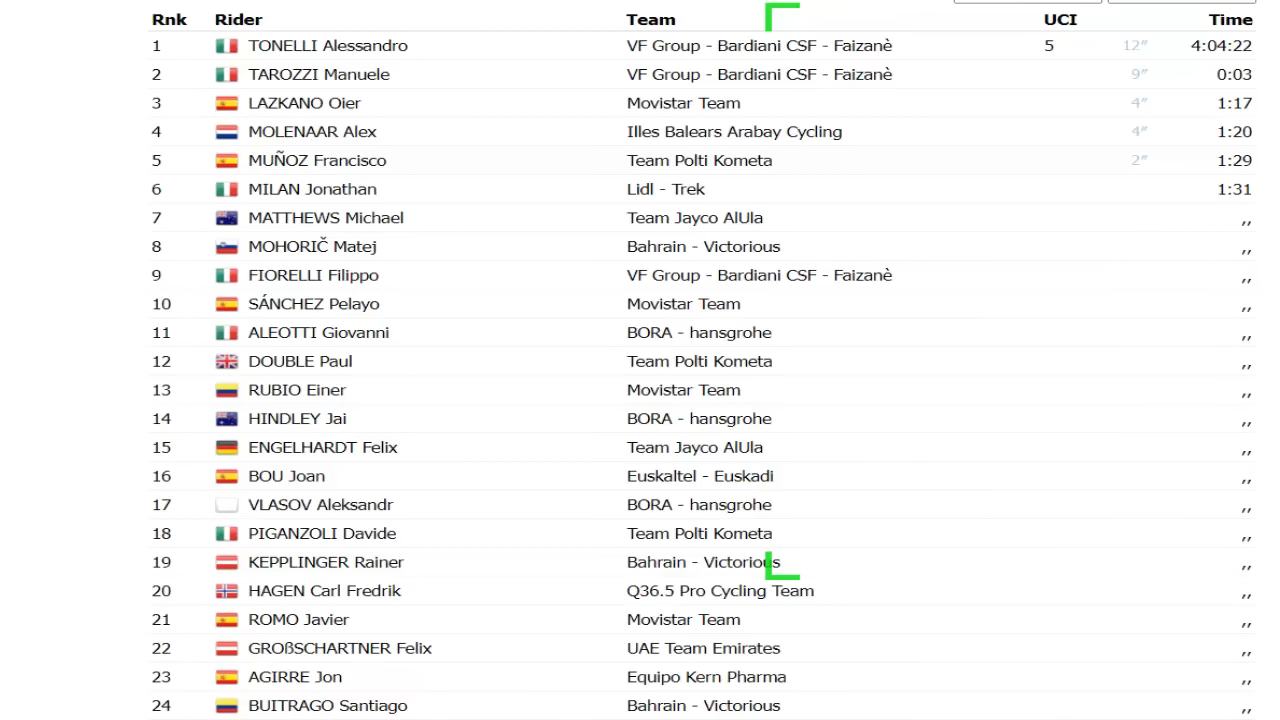 Rnk Rider Team UCI Time
1 TONELLI Alessandro VF Group - Bardiani CSF - Faizanè 5 12″ 4:04:22
2 TAROZZI Manuele VF Group - Bardiani CSF - Faizanè 9″ 0:03
3 LAZKANO Oier Movistar Team 4″ 1:17
4 MOLENAAR Alex Illes Balears Arabay Cycling 4″ 1:20
5 MUÑOZ Francisco Team Polti Kometa 2″ 1:29
6 MILAN Jonathan Lidl - Trek 1:31
7 MATTHEWS Michael Team Jayco AlUla ,,
8 MOHORIČ Matej Bahrain - Victorious ,,
9 FIORELLI Filippo VF Group - Bardiani CSF - Faizanè ,,
10 SÁNCHEZ Pelayo Movistar Team ,,
11 ALEOTTI Giovanni BORA - hansgrohe ,,
12 DOUBLE Paul Team Polti Kometa ,,
13 RUBIO Einer Movistar Team ,,
14 HINDLEY Jai BORA - hansgrohe ,,
15 ENGELHARDT Felix Team Jayco AlUla ,,
16 BOU Joan Euskaltel - Euskadi ,,
17 VLASOV Aleksandr BORA - hansgrohe ,,
18 PIGANZOLI Davide Team Polti Kometa ,,
19 KEPPLINGER Rainer Bahrain - Victorious ,,
20 HAGEN Carl Fredrik Q36.5 Pro Cycling Team ,,
21 ROMO Javier Movistar Team ,,
22 GROßSCHARTNER Felix UAE Team Emirates ,,
23 AGIRRE Jon Equipo Kern Pharma ,,
24 BUITRAGO Santiago Bahrain - Victorious ,,